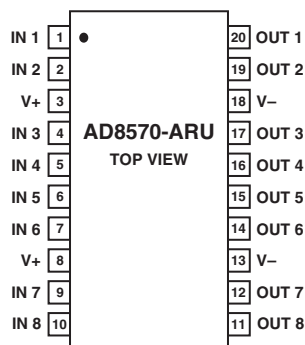 IN 1 1 20 OUT 1
IN 2 2 19 OUT 2
V+ 3 18 V–
IN 3 4 AD8570-ARU 17 OUT 3
IN 4 5 TOP VIEW 16 OUT 4
IN 5 6 15 OUT 5
IN 6 7 14 OUT 6
V+ 8 13 V–
IN 7 9 12 OUT 7
IN 8 10 11 OUT 8